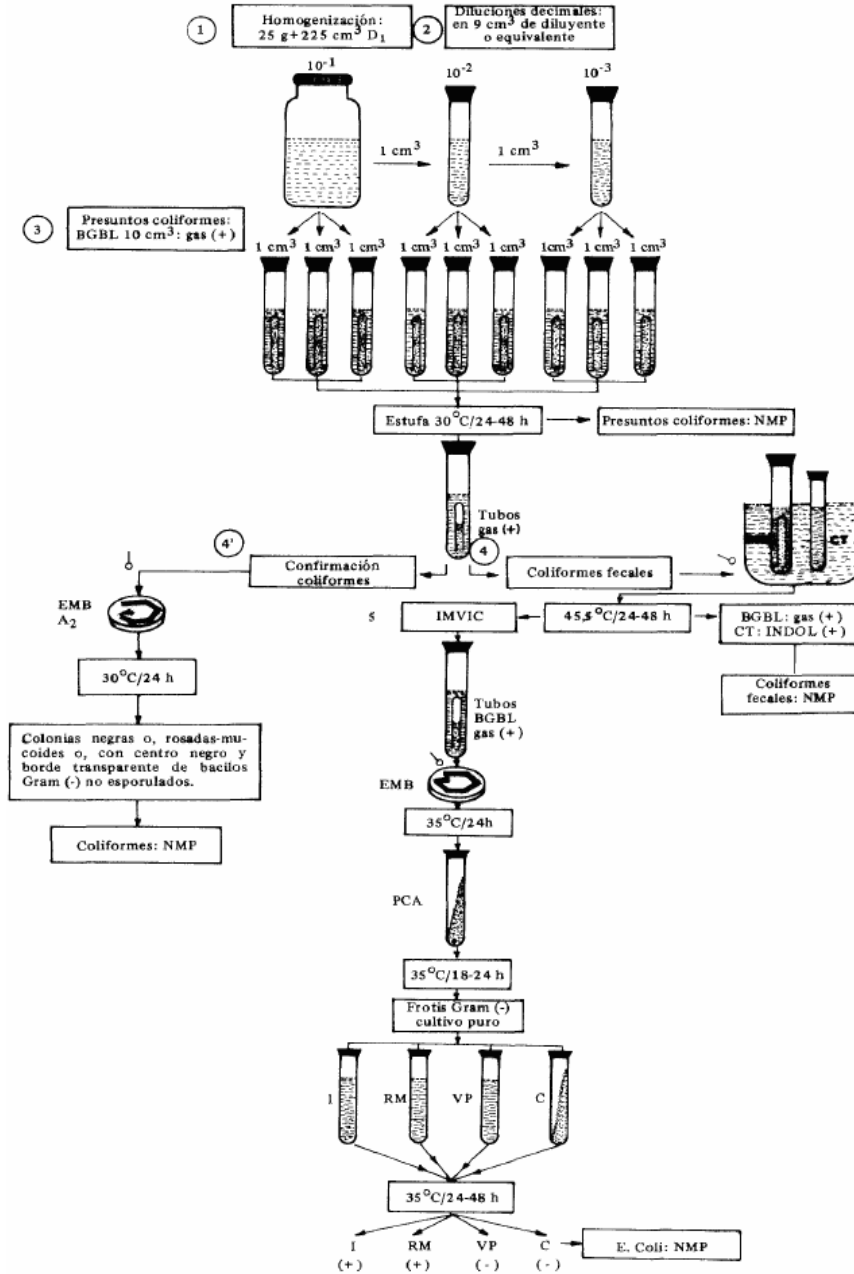 1
Homogenización:
25 g+225 cm³ D₁
2
Diluciones decimales:
en 9 cm³ de diluyente
o equivalente
10⁻¹
10⁻²
10⁻³
1 cm³
1 cm³
3
Presuntos coliformes:
BGBL 10 cm³: gas (+)
1 cm³ 1 cm³ 1 cm³
1 cm³ 1 cm³ 1 cm³
1cm³ 1 cm³ 1 cm³
Estufa 30°C/24-48 h
Presuntos coliformes: NMP
Tubos
gas(+)
4'
4
Confirmación
coliformes
Coliformes fecales
CT
EMB
A₂
5
IMVIC
45,5°C/24-48 h
BGBL: gas (+)
CT: INDOL (+)
30°C/24 h
Coliformes
fecales: NMP
Tubos
BGBL
gas (+)
Colonias negras o, rosadas-mu-
coides o, con centro negro y
borde transparente de bacilos
Gram (-) no esporulados.
EMB
35°C/24h
Coliformes: NMP
PCA
35°C/18-24 h
Frotis Gram (-)
cultivo puro
I
RM
VP
C
35°C/24-48 h
I
(+)
RM
(+)
VP
(-)
C
(-)
E. Coli: NMP